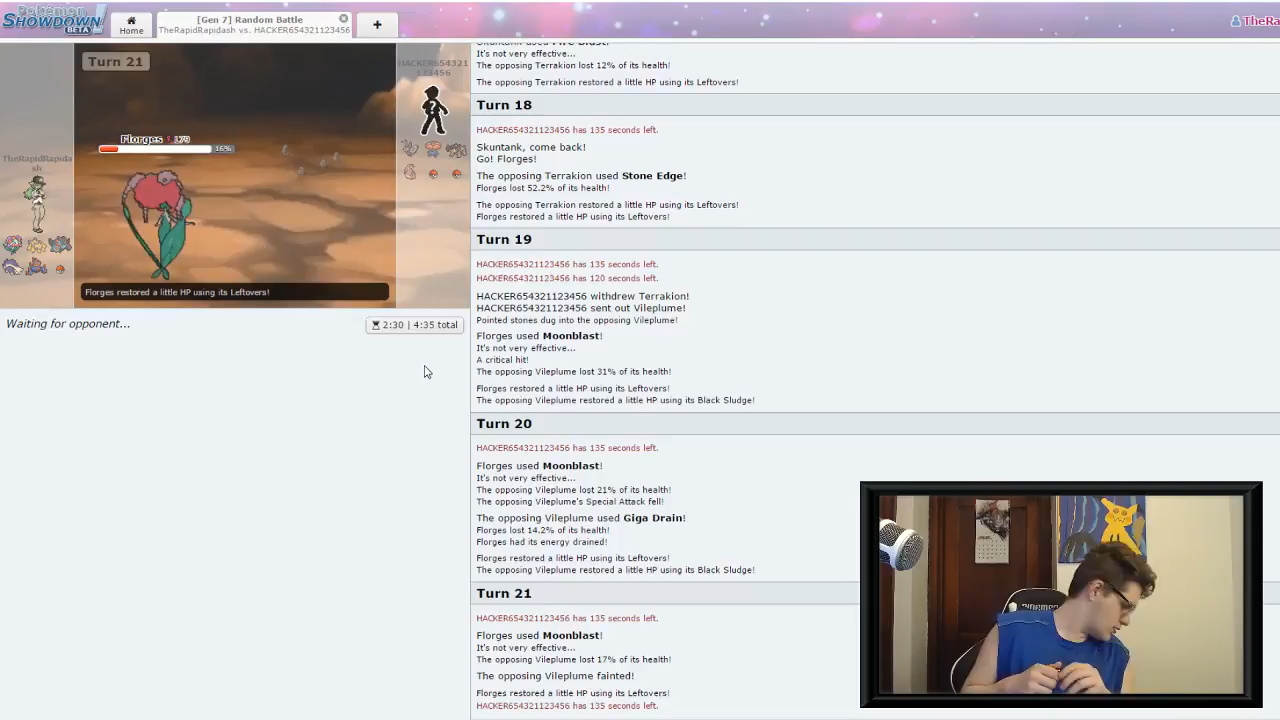 Pokémon
SHOWDOWN!
BETA
Home
[Gen 7] Random Battle
TheRapidRapidash vs. HACKER654321123456
+
TheRa
Turn 21
HACKER654321
123456
Florges L79
16%
TheRapidRapida
sh
Florges restored a little HP using its Leftovers!
Waiting for opponent...
2:30 | 4:35 total
It's not very effective...
The opposing Terrakion lost 12% of its health!
The opposing Terrakion restored a little HP using its Leftovers!
Turn 18
HACKER654321123456 has 135 seconds left.
Skuntank, come back!
Go! Florges!
The opposing Terrakion used Stone Edge!
Florges lost 52.2% of its health!
The opposing Terrakion restored a little HP using its Leftovers!
Florges restored a little HP using its Leftovers!
Turn 19
HACKER654321123456 has 135 seconds left.
HACKER654321123456 has 120 seconds left.
HACKER654321123456 withdrew Terrakion!
HACKER654321123456 sent out Vileplume!
Pointed stones dug into the opposing Vileplume!
Florges used Moonblast!
It's not very effective...
A critical hit!
The opposing Vileplume lost 31% of its health!
Florges restored a little HP using its Leftovers!
The opposing Vileplume restored a little HP using its Black Sludge!
Turn 20
HACKER654321123456 has 135 seconds left.
Florges used Moonblast!
It's not very effective...
The opposing Vileplume lost 21% of its health!
The opposing Vileplume's Special Attack fell!
The opposing Vileplume used Giga Drain!
Florges lost 14.2% of its health!
Florges had its energy drained!
Florges restored a little HP using its Leftovers!
The opposing Vileplume restored a little HP using its Black Sludge!
Turn 21
HACKER654321123456 has 135 seconds left.
Florges used Moonblast!
It's not very effective...
The opposing Vileplume lost 17% of its health!
The opposing Vileplume fainted!
Florges restored a little HP using its Leftovers!
HACKER654321123456 has 135 seconds left.